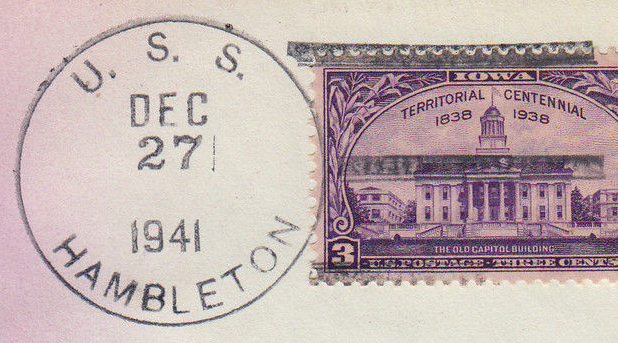 U. S. S.
DEC
27
1941
HAMBLETON
IOWA
TERRITORIAL CENTENNIAL
1838 1938
THE OLD CAPITOL BUILDING
3 U.S. POSTAGE - THREE CENTS